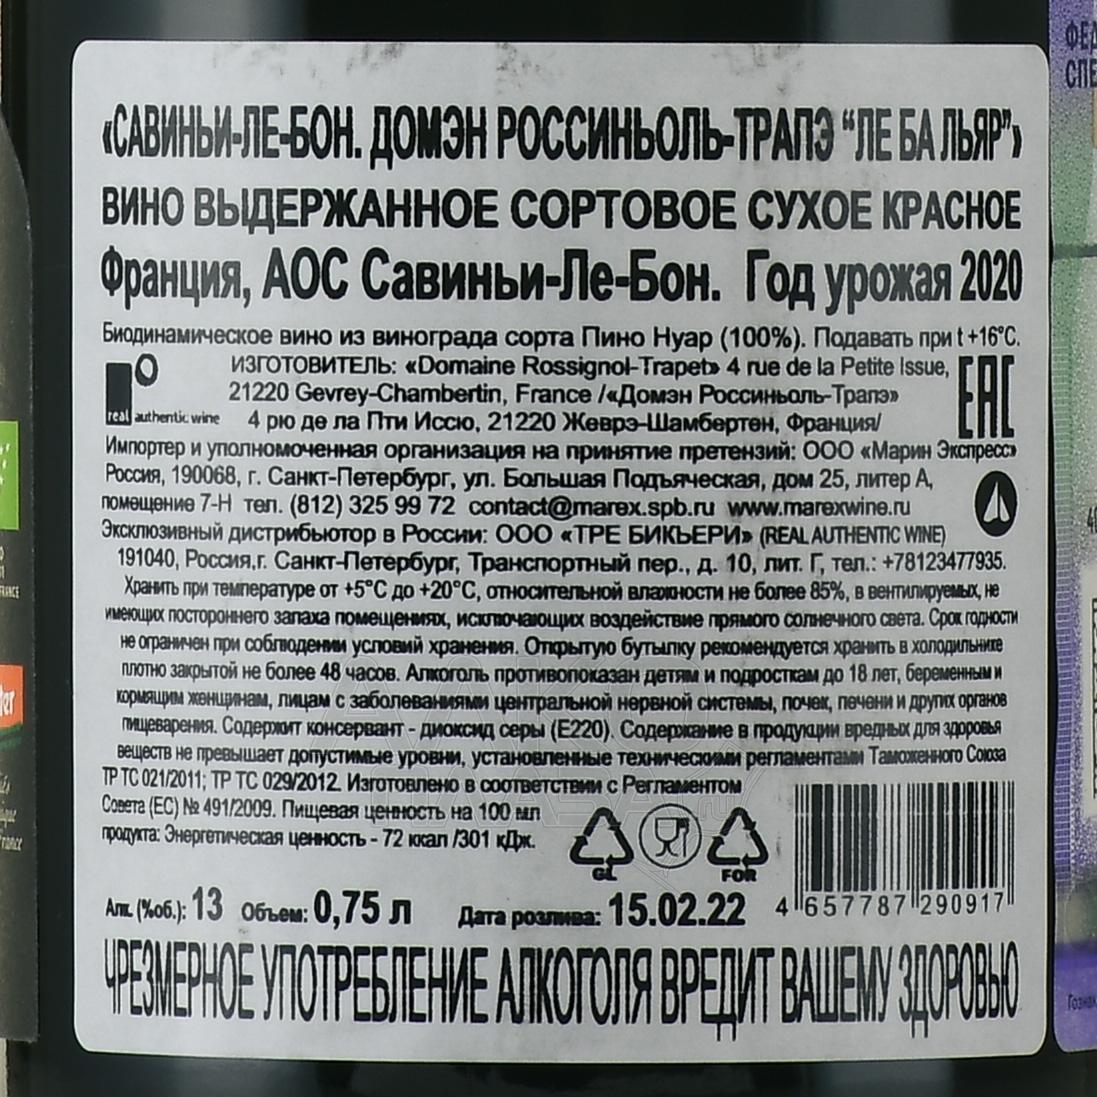 «САВИНЬИ-ЛЕ-БОН. ДОМЭН РОССИНЬОЛЬ-ТРАПЭ “ЛЕ БА ЛЬЯР”»
ВИНО ВЫДЕРЖАННОЕ СОРТОВОЕ СУХОЕ КРАСНОЕ
Франция, АОС Савиньи-Ле-Бон. Год урожая 2020
Биодинамическое вино из винограда сорта Пино Нуар (100%). Подавать при t +16°C.
ИЗГОТОВИТЕЛЬ: «Domaine Rossignol-Trapet» 4 rue de la Petite Issue,
21220 Gevrey-Chambertin, France /«Домэн Россиньоль-Трапэ»
real authentic wine
4 рю де ла Пти Иссю, 21220 Жеврэ-Шамбертен, Франция/
EAC
Импортер и уполномоченная организация на принятие претензий: ООО «Марин Экспресс»
Россия, 190068, г. Санкт-Петербург, ул. Большая Подъяческая, дом 25, литер А,
помещение 7-Н тел. (812) 325 99 72 contact@marex.spb.ru www.marexwine.ru
Эксклюзивный дистрибьютор в России: ООО «ТРЕ БИКЬЕРИ» (REAL AUTHENTIC WINE)
191040, Россия,г. Санкт-Петербург, Транспортный пер., д. 10, лит. Г, тел.: +78123477935.
Хранить при температуре от +5°С до +20°С, относительной влажности не более 85%, в вентилируемых, не
имеющих постороннего запаха помещениях, исключающих воздействие прямого солнечного света. Срок годности
не ограничен при соблюдении условий хранения. Открытую бутылку рекомендуется хранить в холодильнике
плотно закрытой не более 48 часов. Алкоголь противопоказан детям и подросткам до 18 лет, беременным и
кормящим женщинам, лицам с заболеваниями центральной нервной системы, почек, печени и других органов
пищеварения. Содержит консервант - диоксид серы (Е220). Содержание в продукции вредных для здоровья
веществ не превышает допустимые уровни, установленные техническими регламентами Таможенного Союза
ТР ТС 021/2011; ТР ТС 029/2012. Изготовлено в соответствии с Регламентом
Совета (ЕС) № 491/2009. Пищевая ценность на 100 мл
продукта: Энергетическая ценность - 72 ккал /301 кДж.
GL FOR
Алк. (%об.): 13 Объем: 0,75 л Дата розлива: 15.02.22
4 657787 290917
ЧРЕЗМЕРНОЕ УПОТРЕБЛЕНИЕ АЛКОГОЛЯ ВРЕДИТ ВАШЕМУ ЗДОРОВЬЮ